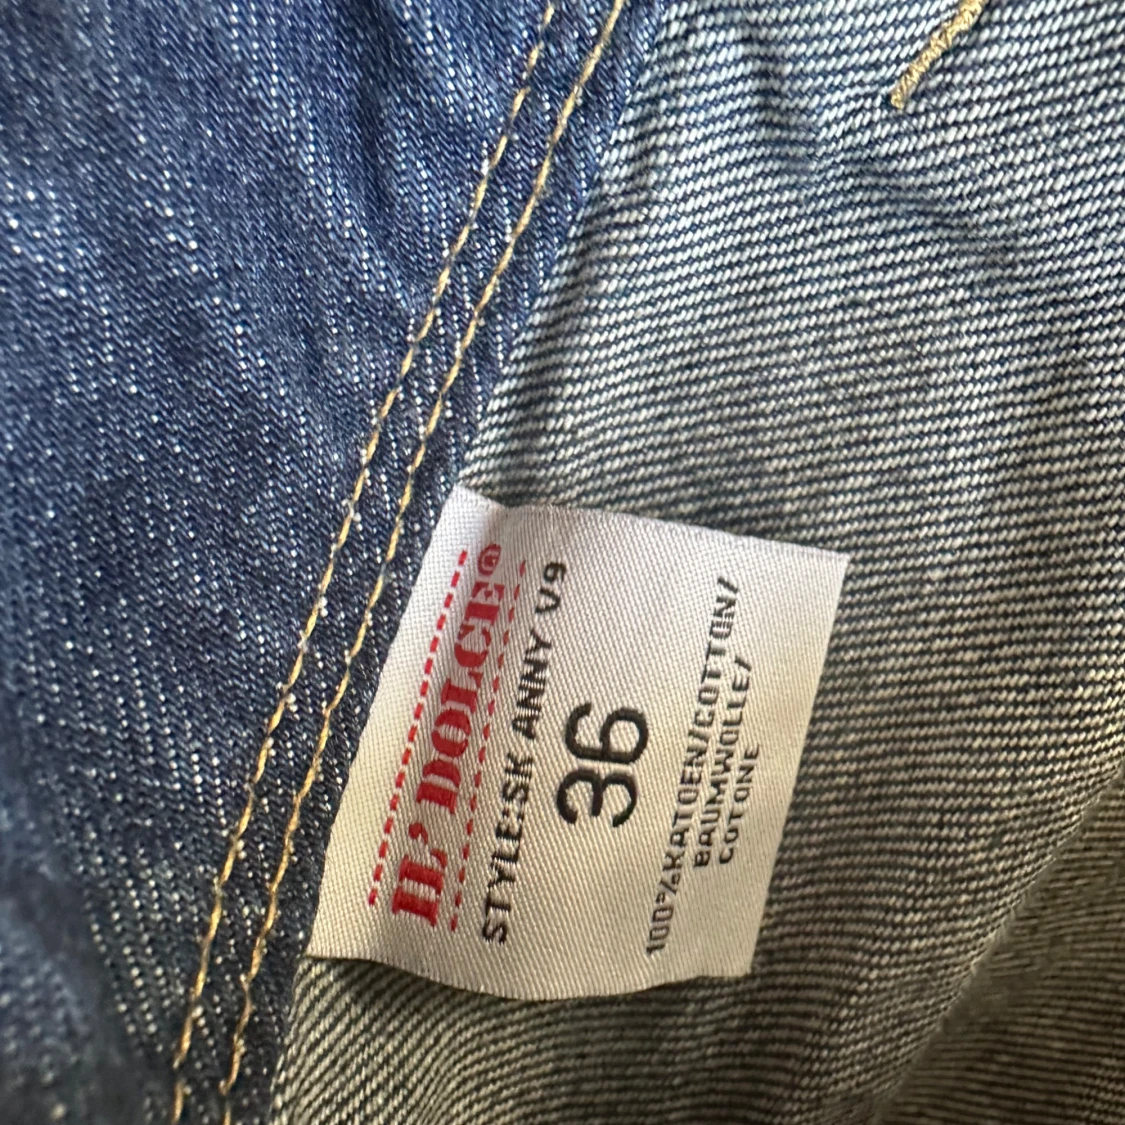 IL' DOLCE®
STYLE:SK ANNY V9
36
100%KATOEN/COTTON/
BAUMWOLLE/
COTONE